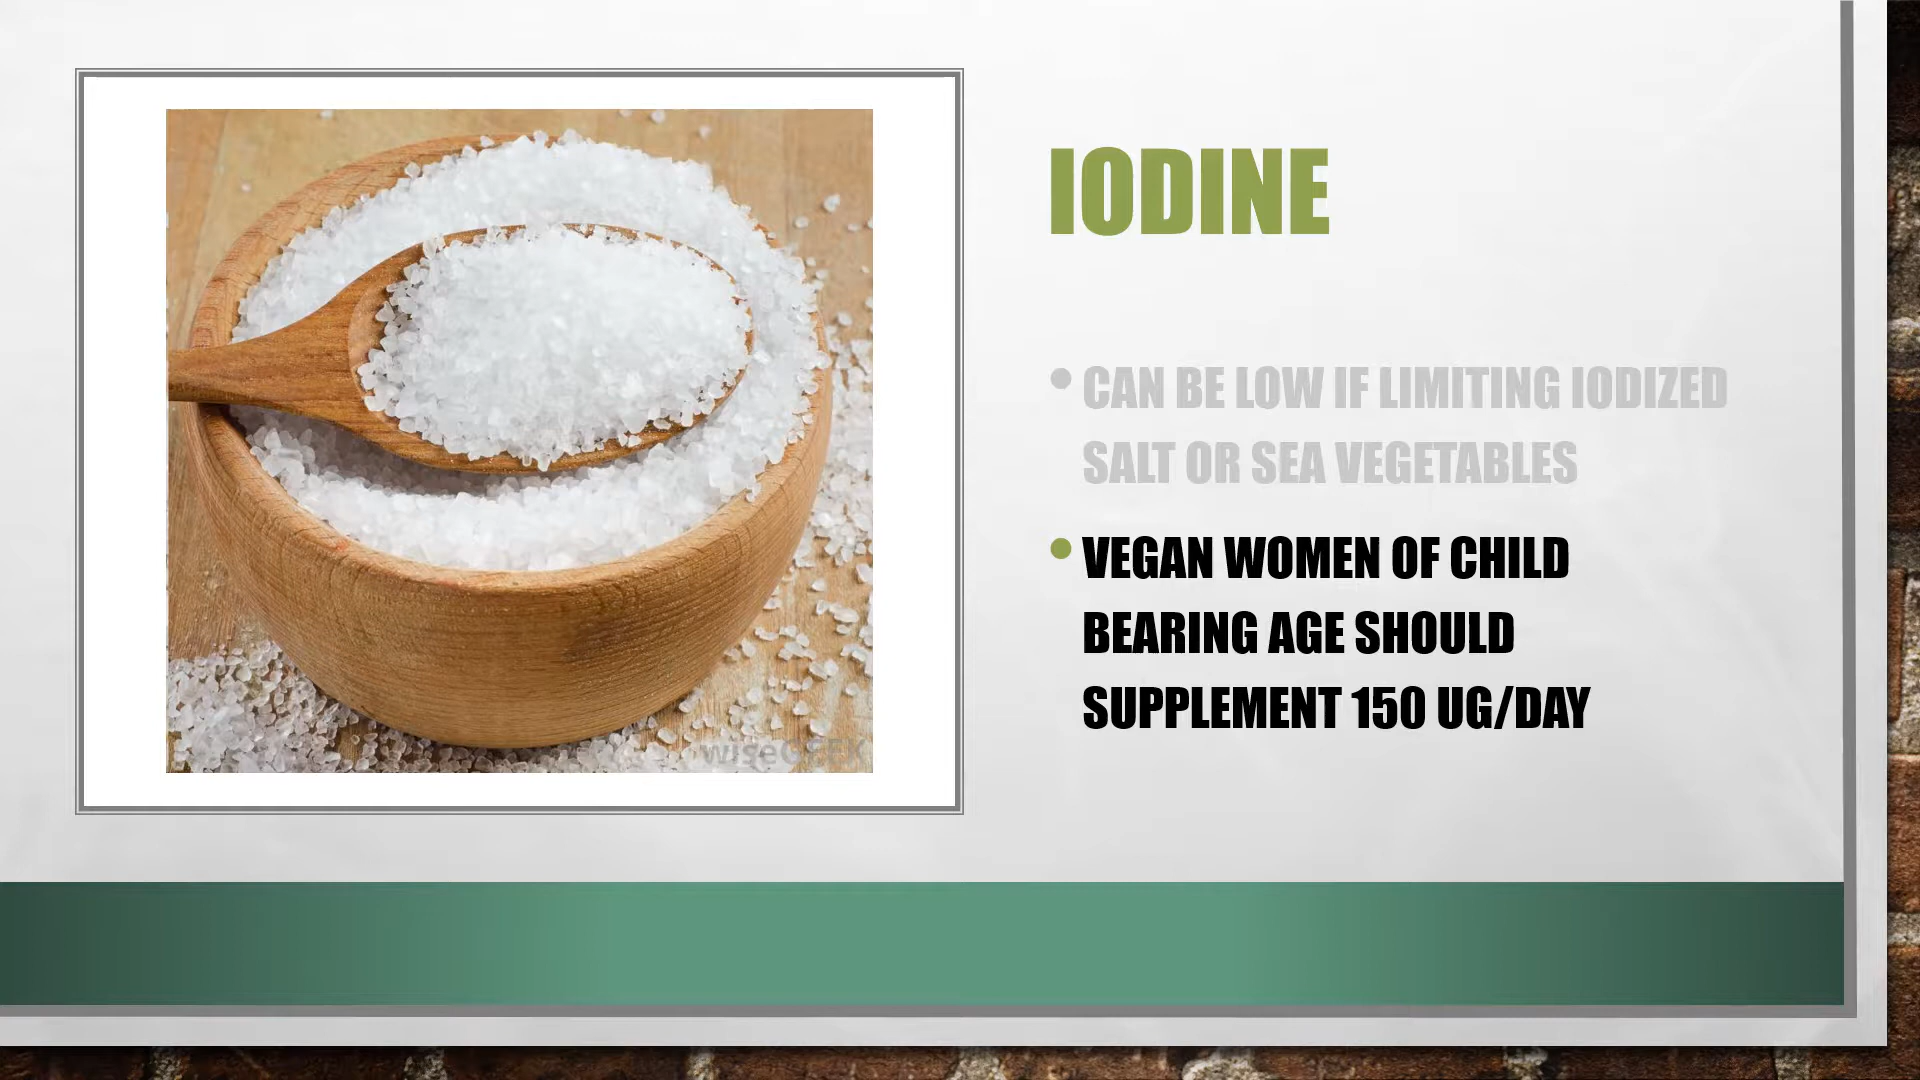 IODINE
• CAN BE LOW IF LIMITING IODIZED
SALT OR SEA VEGETABLES
• VEGAN WOMEN OF CHILD
BEARING AGE SHOULD
SUPPLEMENT 150 UG/DAY
wiseGEEK